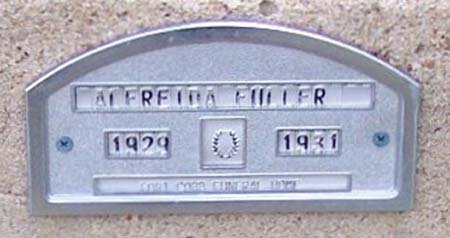 ALFREIDA FULLER
1929 1931
FUNERAL HOME